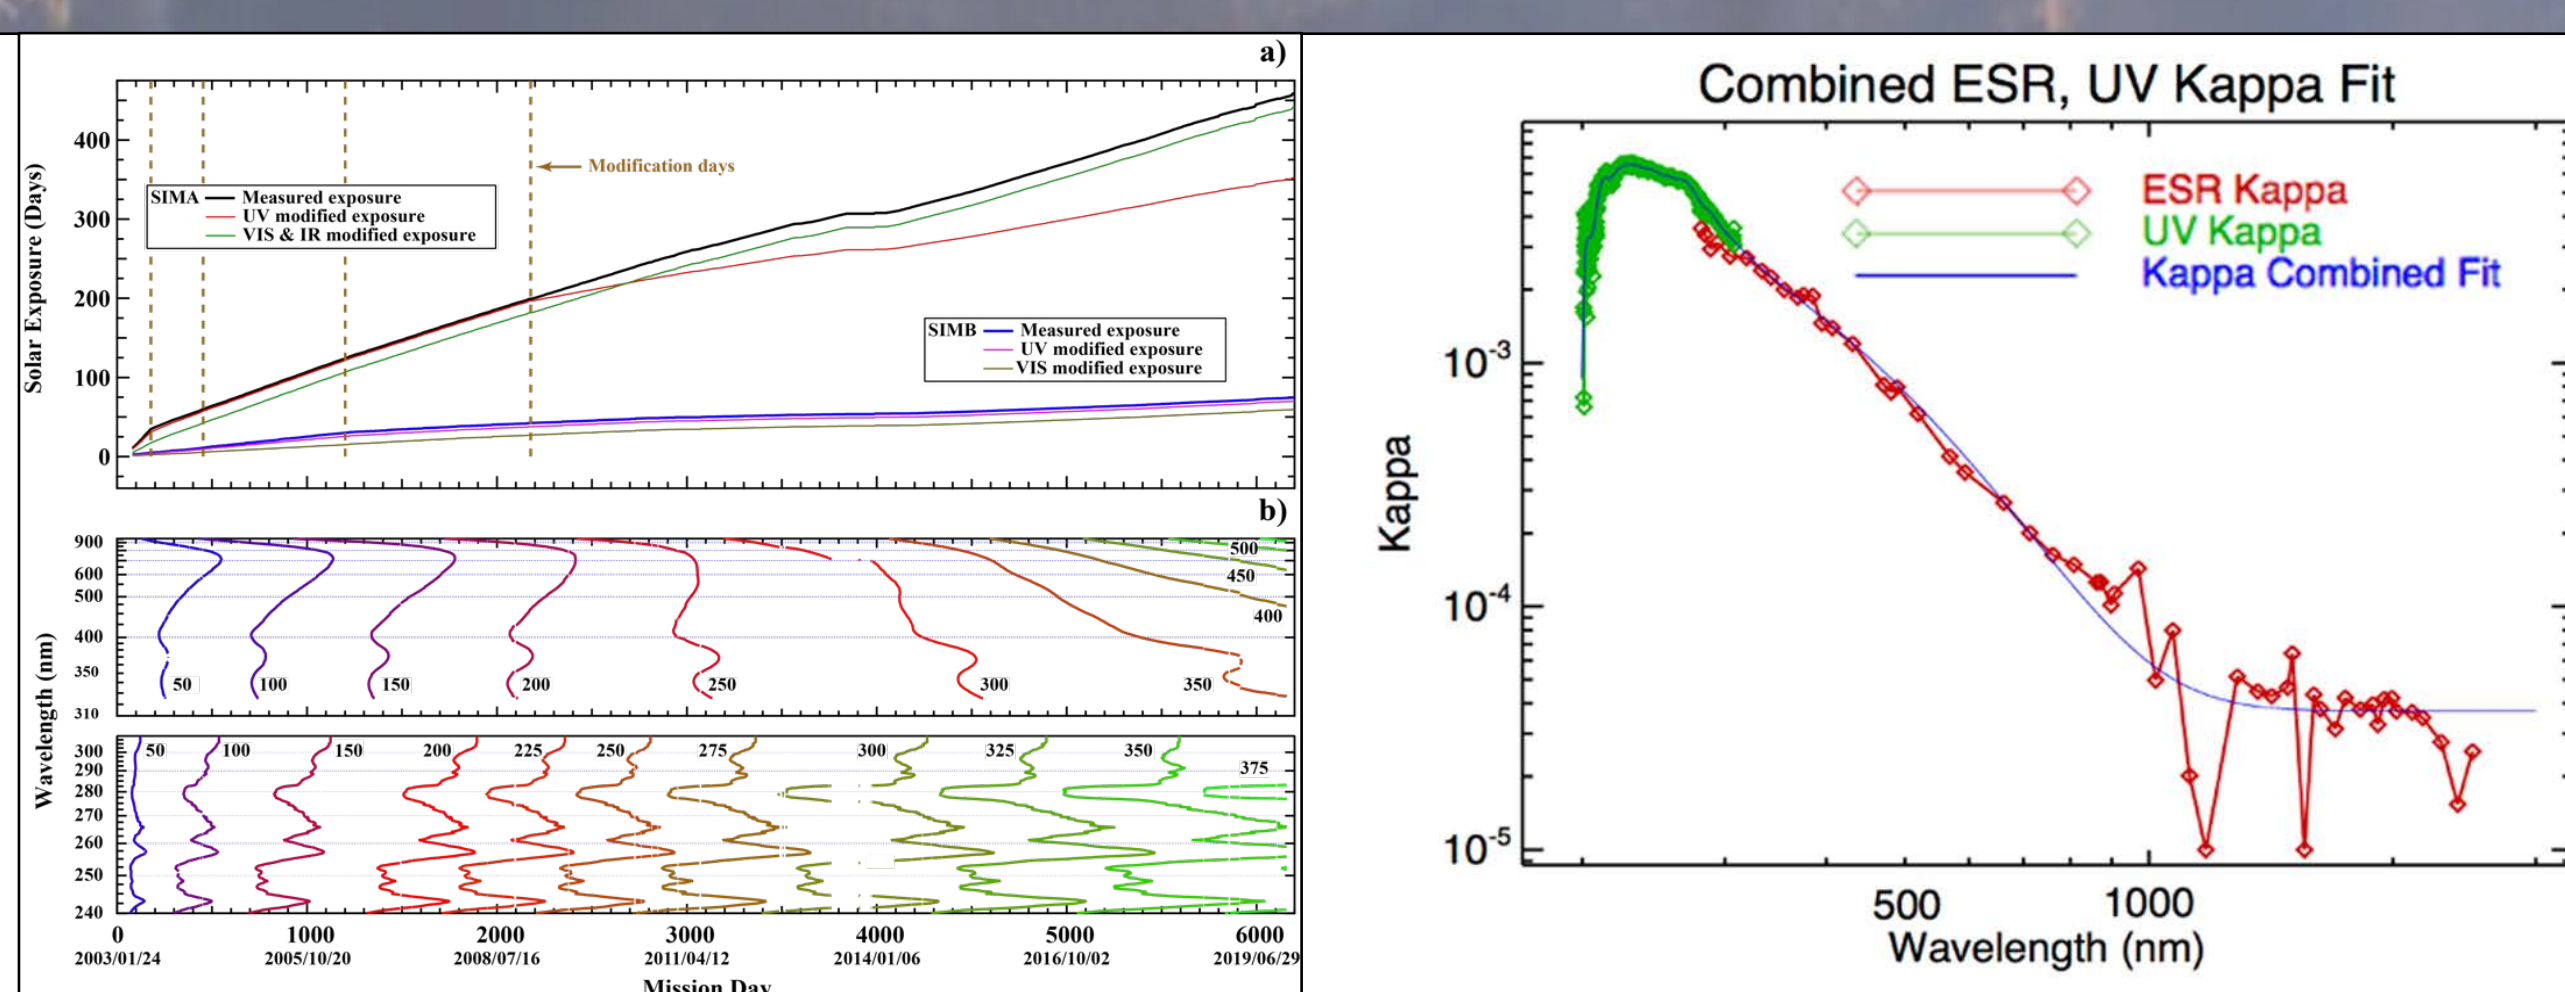 a)
Solar Exposure (Days)
400
300
200
100
0
Modification days
SIMA Measured exposure
UV modified exposure
VIS & IR modified exposure
SIMB Measured exposure
UV modified exposure
VIS modified exposure
b)
Wavelength (nm)
900
600
500
400
350
310
50 100 150 200 250 300 350
500
450
400
300
290
280
270
260
250
240
50 100 150 200 225 250 275 300 325 350
375
0 1000 2000 3000 4000 5000 6000
2003/01/24 2005/10/20 2008/07/16 2011/04/12 2014/01/06 2016/10/02 2019/06/29
Mission Day
Combined ESR, UV Kappa Fit
ESR Kappa
UV Kappa
Kappa Combined Fit
Kappa
10-3
10-4
10-5
500 1000
Wavelength (nm)